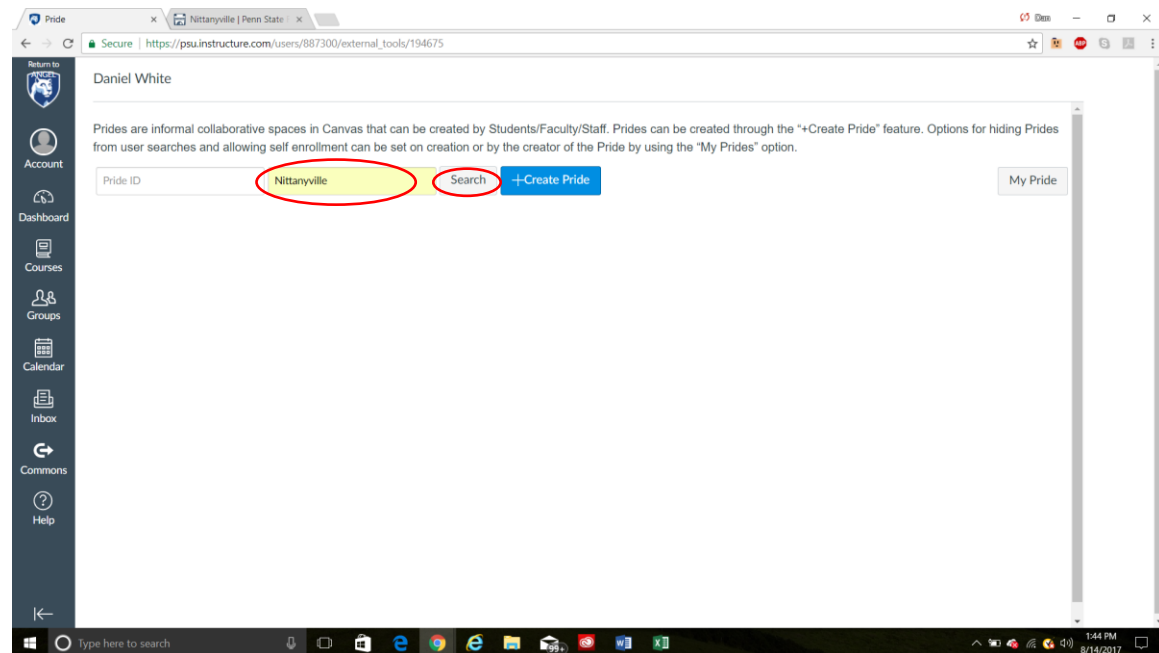 Pride
Nittanyville | Penn State
Secure | https://psu.instructure.com/users/887300/external_tools/194675
ABP
S
Return to
ANGEL
Daniel White
Prides are informal collaborative spaces in Canvas that can be created by Students/Faculty/Staff. Prides can be created through the “+Create Pride” feature. Options for hiding Prides
from user searches and allowing self enrollment can be set on creation or by the creator of the Pride by using the “My Prides” option.
Pride ID
Nittanyville
Search
+Create Pride
My Pride
Account
Dashboard
Courses
Groups
Calendar
Inbox
Commons
Help
Type here to search
99+
1:44 PM
8/14/2017